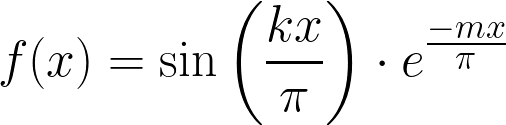 f(x) = sin(kx/π) · e^(−mx/π)